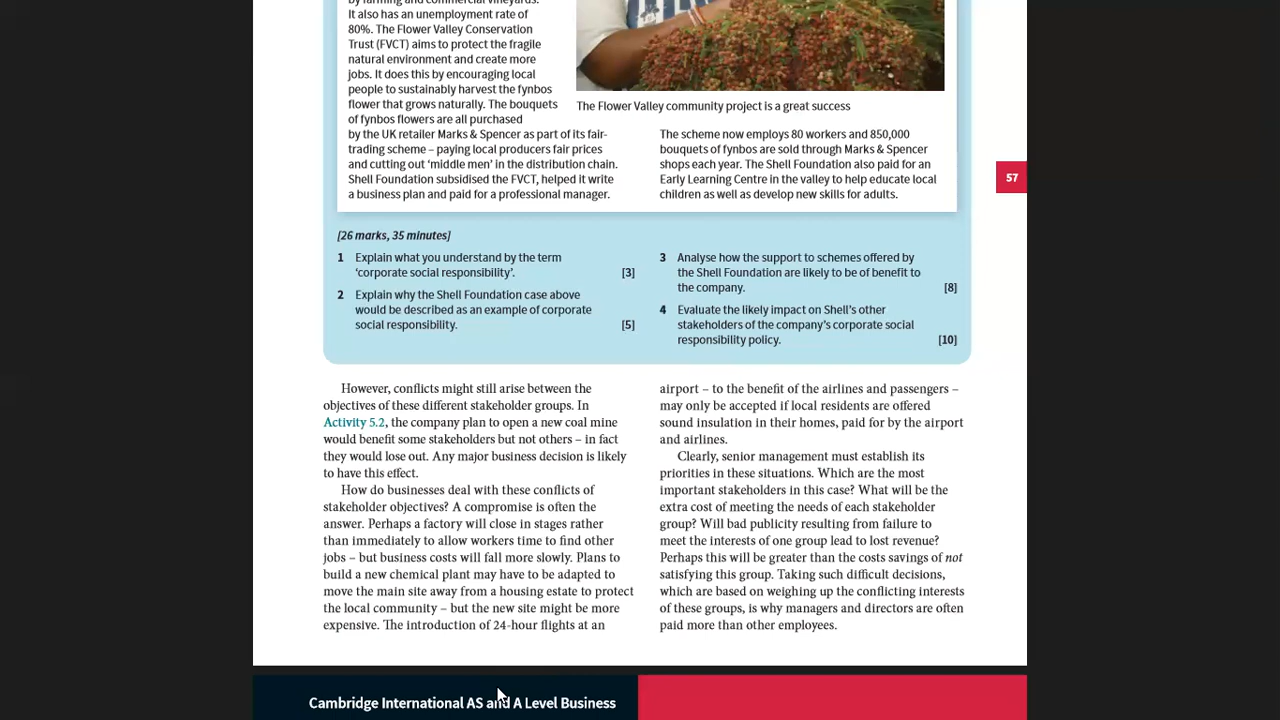 by farming and commercial vineyards.
It also has an unemployment rate of
80%. The Flower Valley Conservation
Trust (FVCT) aims to protect the fragile
natural environment and create more
jobs. It does this by encouraging local
people to sustainably harvest the fynbos
flower that grows naturally. The bouquets
of fynbos flowers are all purchased
by the UK retailer Marks & Spencer as part of its fair-
trading scheme – paying local producers fair prices
and cutting out ‘middle men’ in the distribution chain.
Shell Foundation subsidised the FVCT, helped it write
a business plan and paid for a professional manager.
The Flower Valley community project is a great success
The scheme now employs 80 workers and 850,000
bouquets of fynbos are sold through Marks & Spencer
shops each year. The Shell Foundation also paid for an
Early Learning Centre in the valley to help educate local
children as well as develop new skills for adults.
57
[26 marks, 35 minutes]
1 Explain what you understand by the term
‘corporate social responsibility’. [3]
2 Explain why the Shell Foundation case above
would be described as an example of corporate
social responsibility. [5]
3 Analyse how the support to schemes offered by
the Shell Foundation are likely to be of benefit to
the company. [8]
4 Evaluate the likely impact on Shell’s other
stakeholders of the company’s corporate social
responsibility policy. [10]
However, conflicts might still arise between the
objectives of these different stakeholder groups. In
Activity 5.2, the company plan to open a new coal mine
would benefit some stakeholders but not others – in fact
they would lose out. Any major business decision is likely
to have this effect.
How do businesses deal with these conflicts of
stakeholder objectives? A compromise is often the
answer. Perhaps a factory will close in stages rather
than immediately to allow workers time to find other
jobs – but business costs will fall more slowly. Plans to
build a new chemical plant may have to be adapted to
move the main site away from a housing estate to protect
the local community – but the new site might be more
expensive. The introduction of 24-hour flights at an
airport – to the benefit of the airlines and passengers –
may only be accepted if local residents are offered
sound insulation in their homes, paid for by the airport
and airlines.
Clearly, senior management must establish its
priorities in these situations. Which are the most
important stakeholders in this case? What will be the
extra cost of meeting the needs of each stakeholder
group? Will bad publicity resulting from failure to
meet the interests of one group lead to lost revenue?
Perhaps this will be greater than the costs savings of not
satisfying this group. Taking such difficult decisions,
which are based on weighing up the conflicting interests
of these groups, is why managers and directors are often
paid more than other employees.
Cambridge International AS and A Level Business